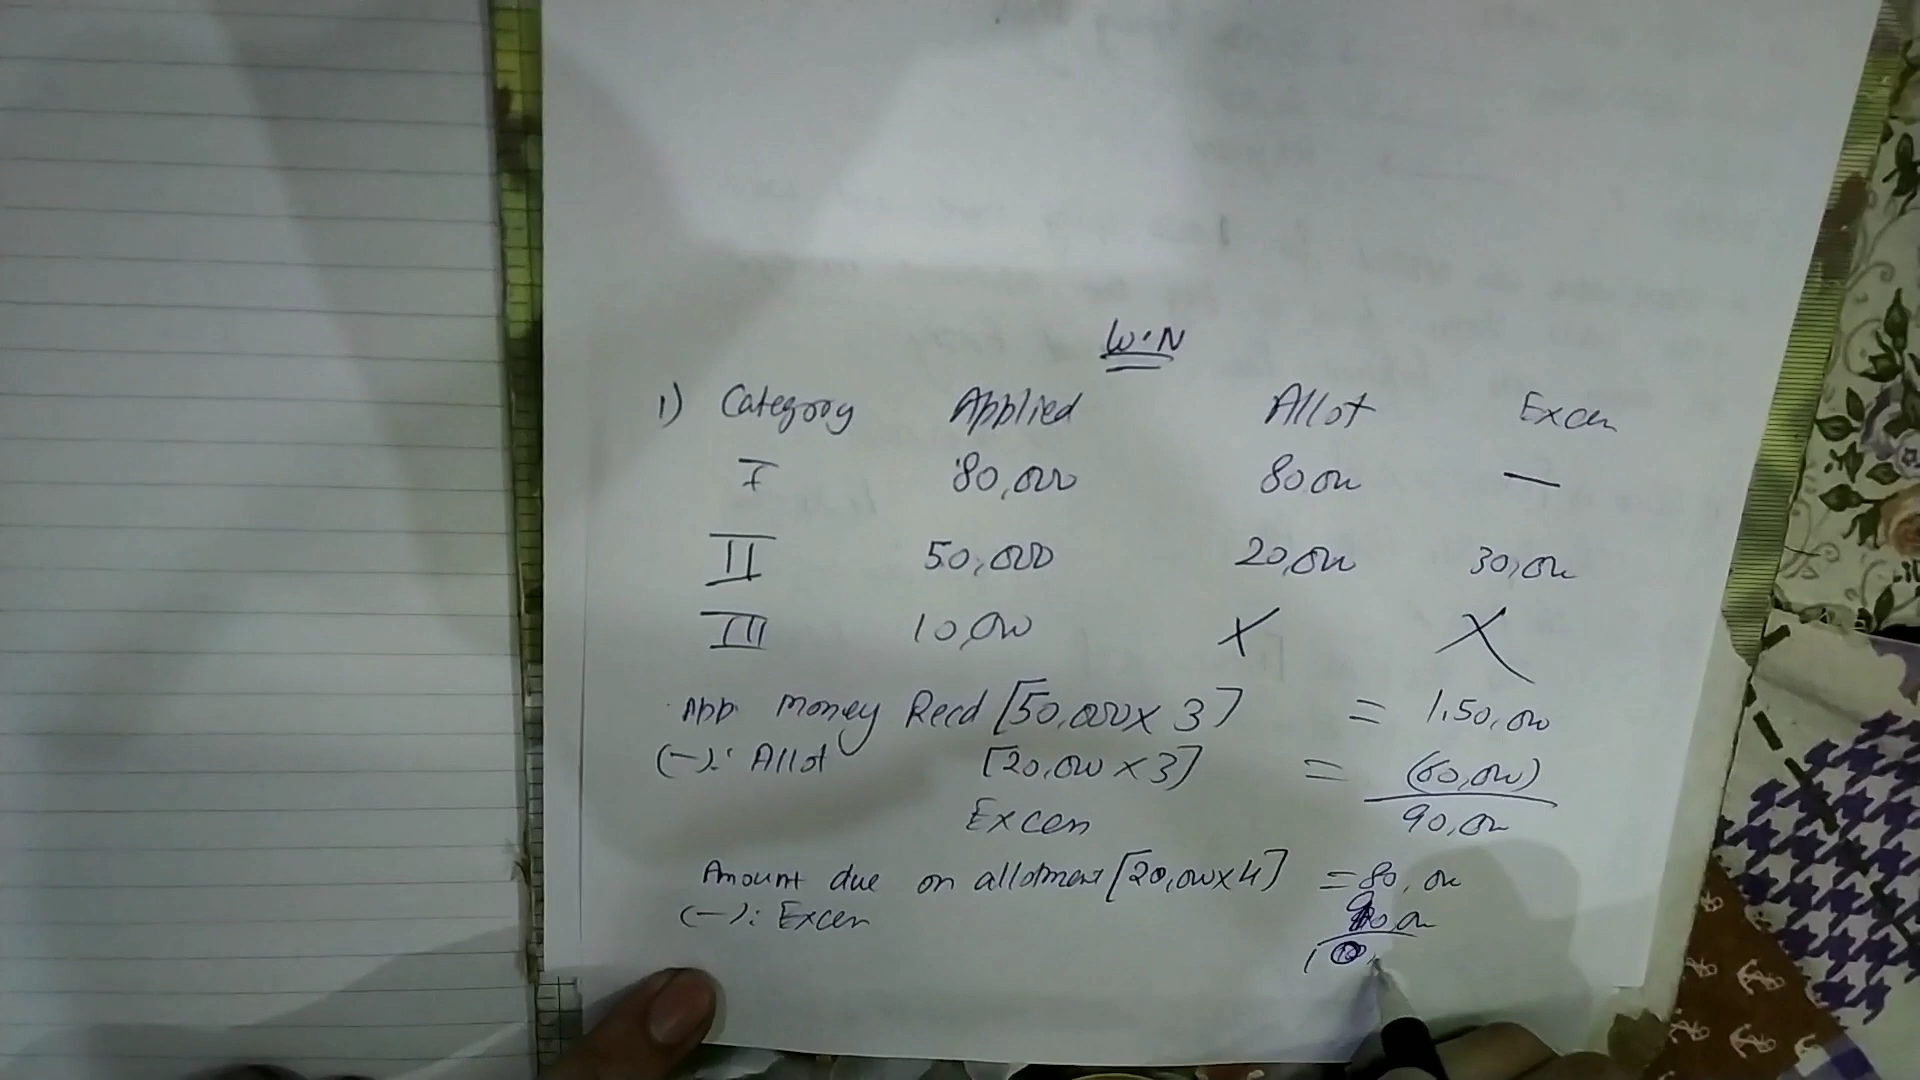 W.N
1) Category Applied Allot Excess
I 80,000 80,000 —
II 50,000 20,000 30,000
III 10,000 X X
App money Recd [50,000 x 3] = 1,50,000
(-): Allot [20,000 x 3] = (60,000)
Excess 90,000
Amount due on allotment [20,000 x 4] = 80,000
(-): Excess 90,000